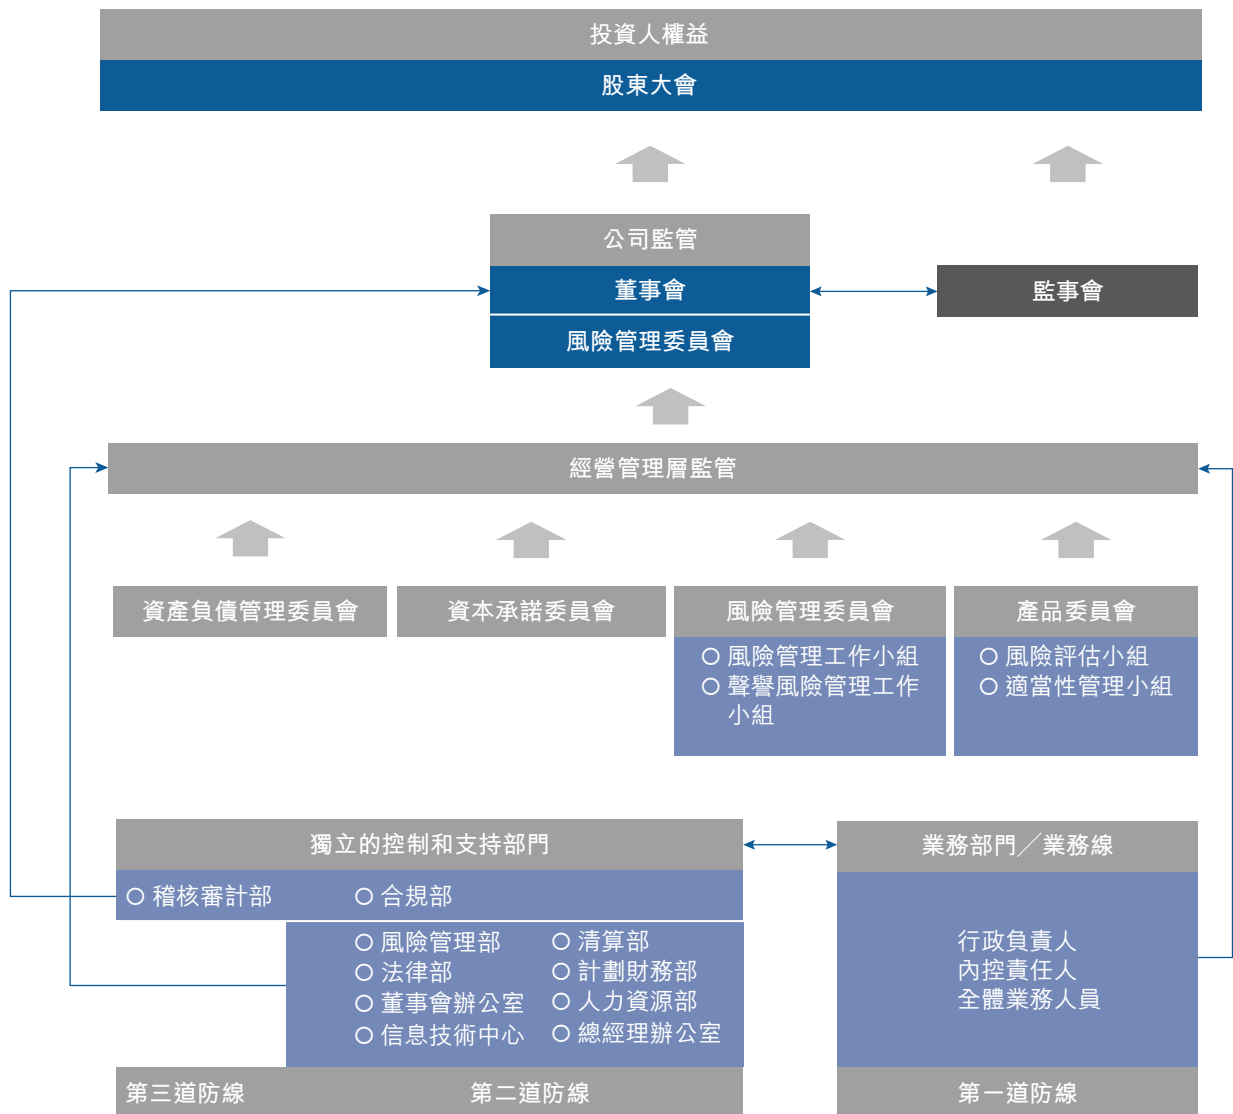 投資人權益
股東大會
公司監管
董事會
監事會
風險管理委員會
經營管理層監管
資產負債管理委員會
資本承諾委員會
風險管理委員會
○ 風險管理工作小組
○ 聲譽風險管理工作
小組
產品委員會
○ 風險評估小組
○ 適當性管理小組
獨立的控制和支持部門
○ 稽核審計部
○ 合規部
○ 風險管理部
○ 法律部
○ 董事會辦公室
○ 信息技術中心
○ 清算部
○ 計劃財務部
○ 人力資源部
○ 總經理辦公室
第三道防線
第二道防線
業務部門／業務線
行政負責人
內控責任人
全體業務人員
第一道防線